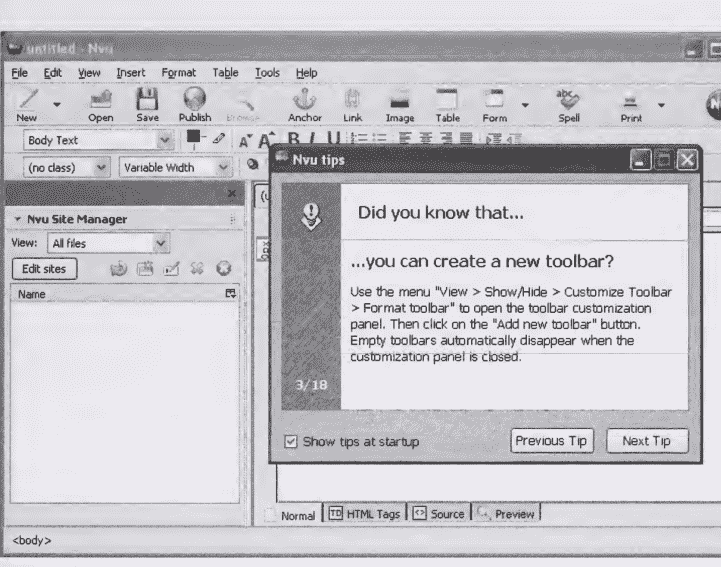 untitled - Nvu
File Edit View Insert Format Table Tools Help
New Open Save Publish Browse Anchor Link Image Table Form Spell Print
Body Text B I U
(no class) Variable Width
Nvu Site Manager
View: All files
Edit sites
Name
Nvu tips
Did you know that...
...you can create a new toolbar?
Use the menu "View > Show/Hide > Customize Toolbar
> Format toolbar" to open the toolbar customization
panel. Then click on the "Add new toolbar" button.
Empty toolbars automatically disappear when the
customization panel is closed.
3/18
Show tips at startup Previous Tip Next Tip
Normal TD HTML Tags Source Preview
<body>